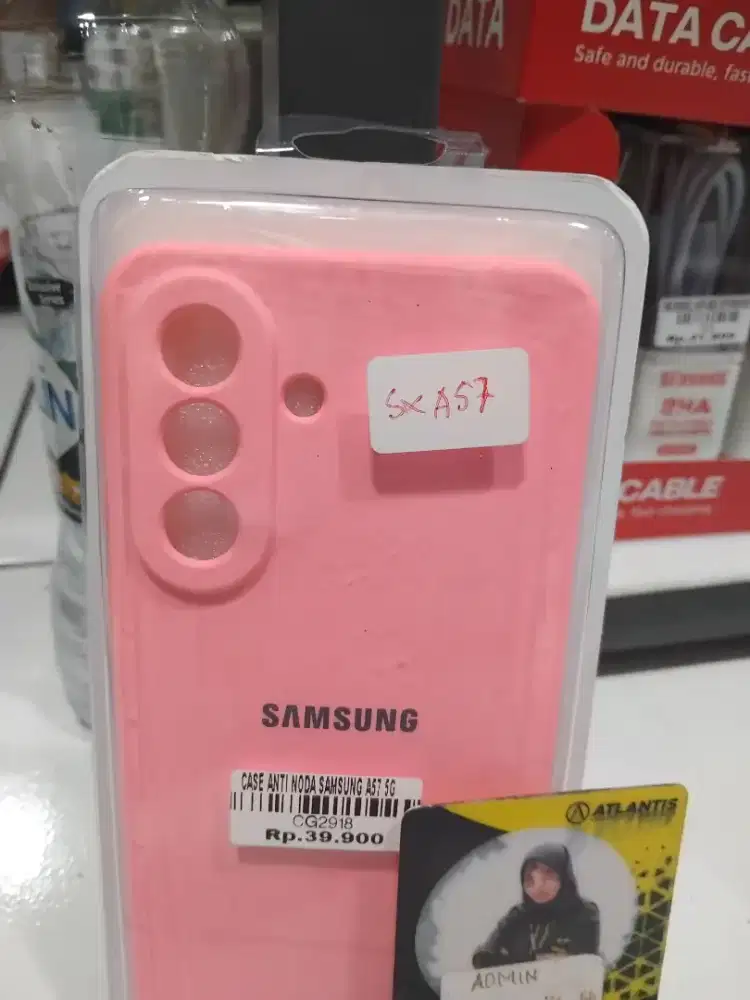 DATA
DATA CA
Safe and durable, fas
SX A57
24A
CABLE
SAMSUNG
CASE ANTI NODA SAMSUNG A57 5G
CG2918
Rp.39.900
ATLANTIS
ADMIN